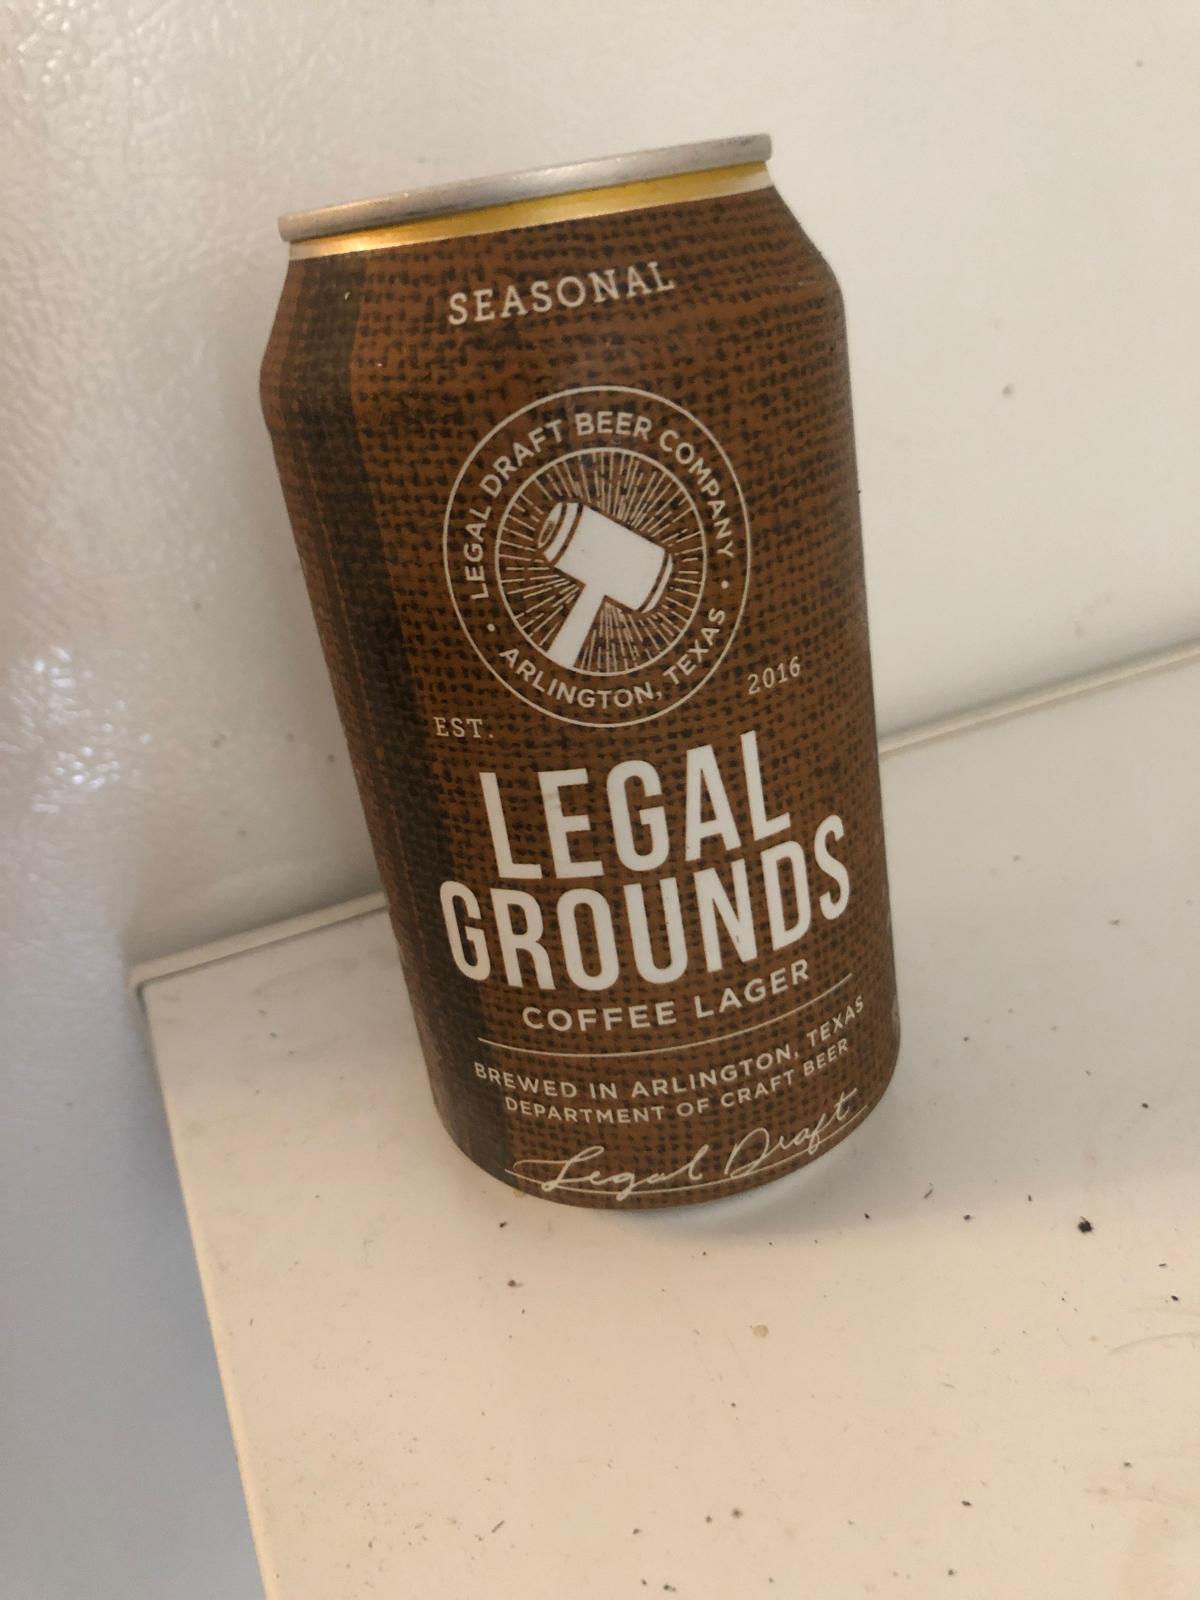 SEASONAL
LEGAL DRAFT BEER COMPANY
ARLINGTON, TEXAS
EST. 2016
LEGAL
GROUNDS
COFFEE LAGER
BREWED IN ARLINGTON, TEXAS
DEPARTMENT OF CRAFT BEER
Legal Draft